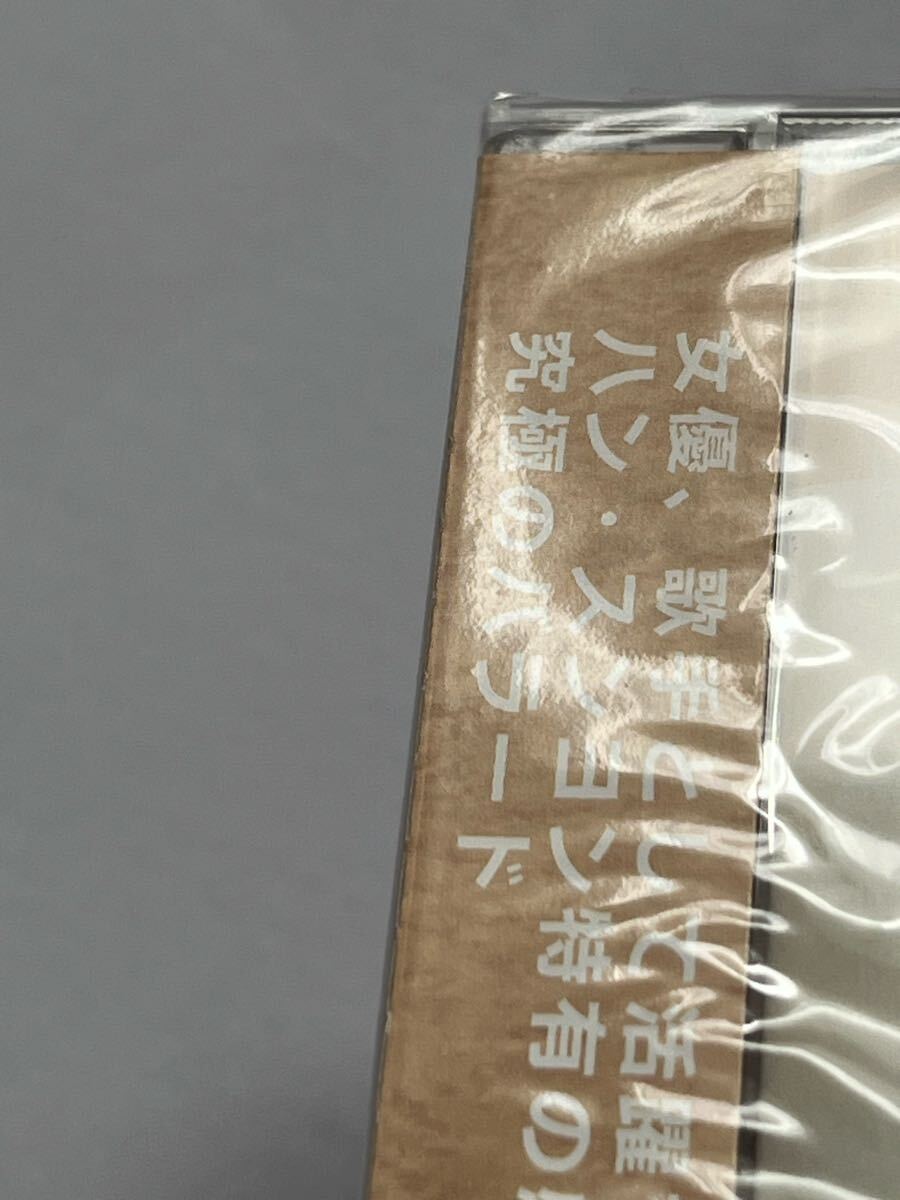 女優、歌手として活躍
ハン・スンヨン特有の
究極のバラード